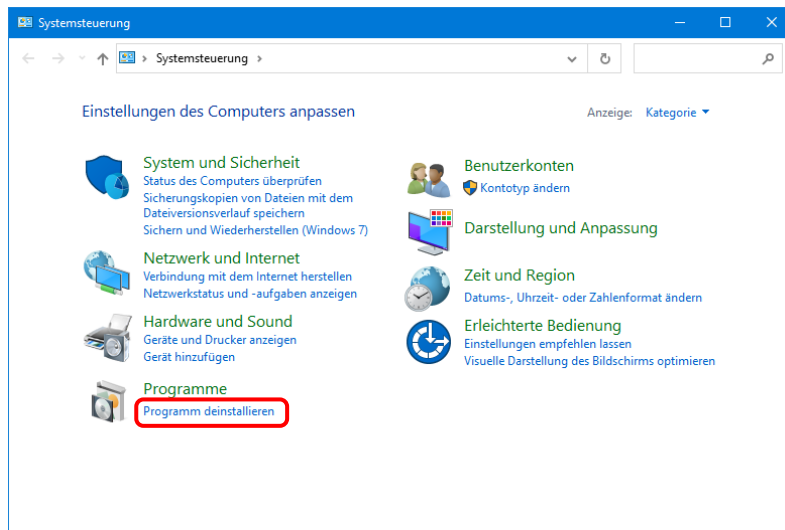 Systemsteuerung
Systemsteuerung
Einstellungen des Computers anpassen
Anzeige: Kategorie
System und Sicherheit
Status des Computers überprüfen
Sicherungskopien von Dateien mit dem
Dateiversionsverlauf speichern
Sichern und Wiederherstellen (Windows 7)
Netzwerk und Internet
Verbindung mit dem Internet herstellen
Netzwerkstatus und -aufgaben anzeigen
Hardware und Sound
Geräte und Drucker anzeigen
Gerät hinzufügen
Programme
Programm deinstallieren
Benutzerkonten
Kontotyp ändern
Darstellung und Anpassung
Zeit und Region
Datums-, Uhrzeit- oder Zahlenformat ändern
Erleichterte Bedienung
Einstellungen empfehlen lassen
Visuelle Darstellung des Bildschirms optimieren